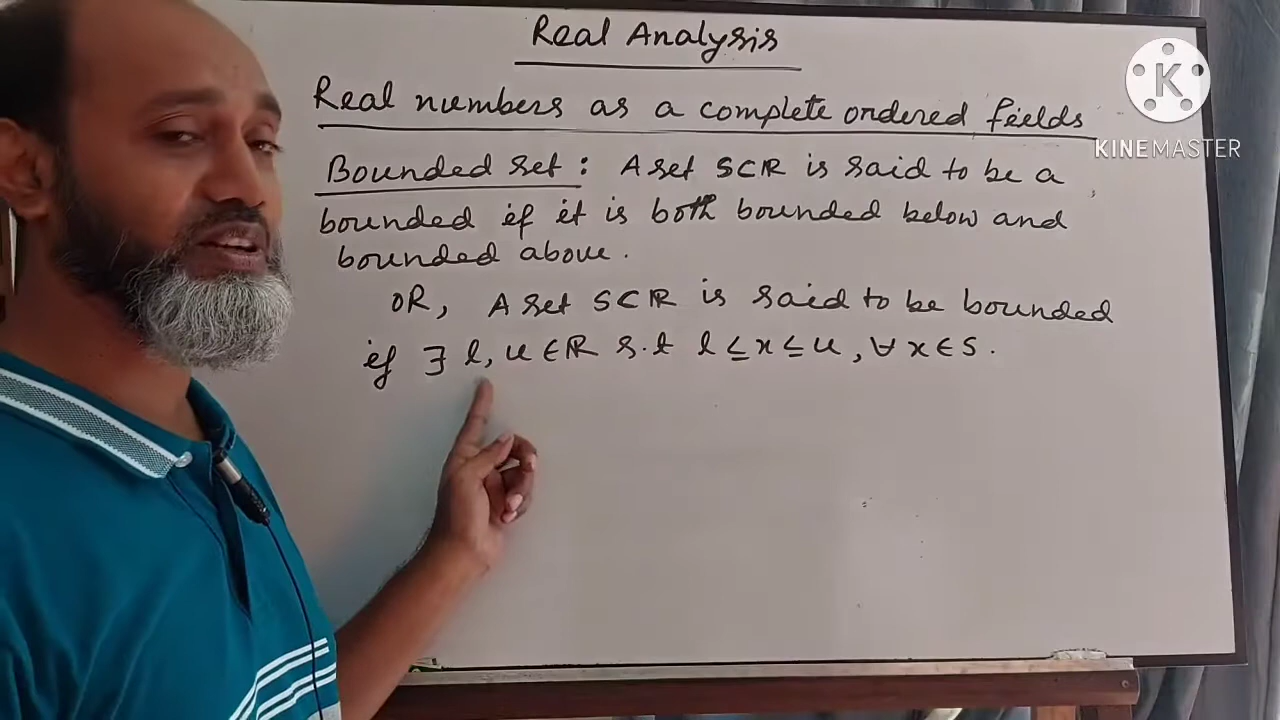 Real Analysis
Real numbers as a complete ordered fields
Bounded set: A set S⊂ℝ is said to be a
bounded if it is both bounded below and
bounded above.
OR, A set S⊂ℝ is said to be bounded
if ∃ l, u ∈ ℝ s.t l ≤ x ≤ u, ∀ x ∈ S.
K
KINEMASTER